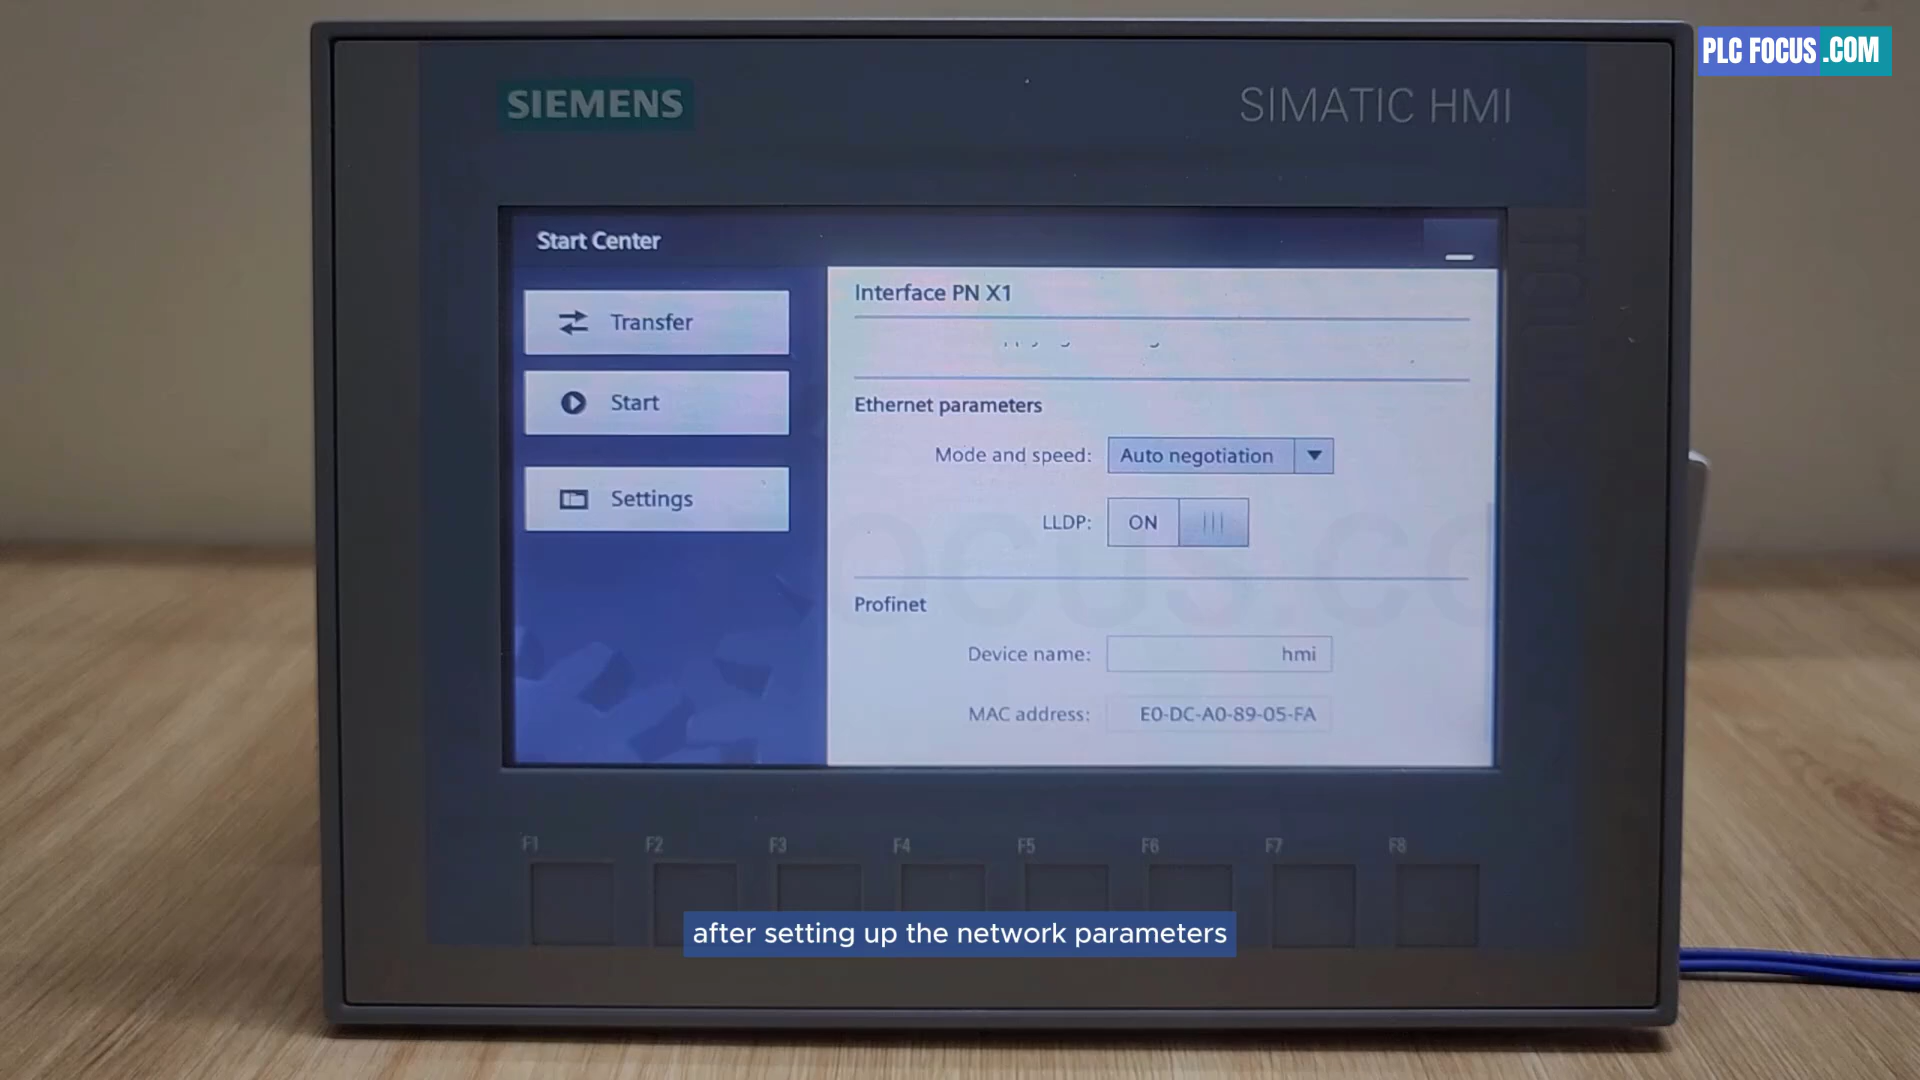 PLC FOCUS .COM
SIEMENS
SIMATIC HMI
Start Center
Transfer
Start
Settings
Interface PN X1
Ethernet parameters
Mode and speed: Auto negotiation
LLDP: ON
Profinet
Device name: hmi
MAC address: E0-DC-A0-89-05-FA
F1 F2 F3 F4 F5 F6 F7 F8
after setting up the network parameters